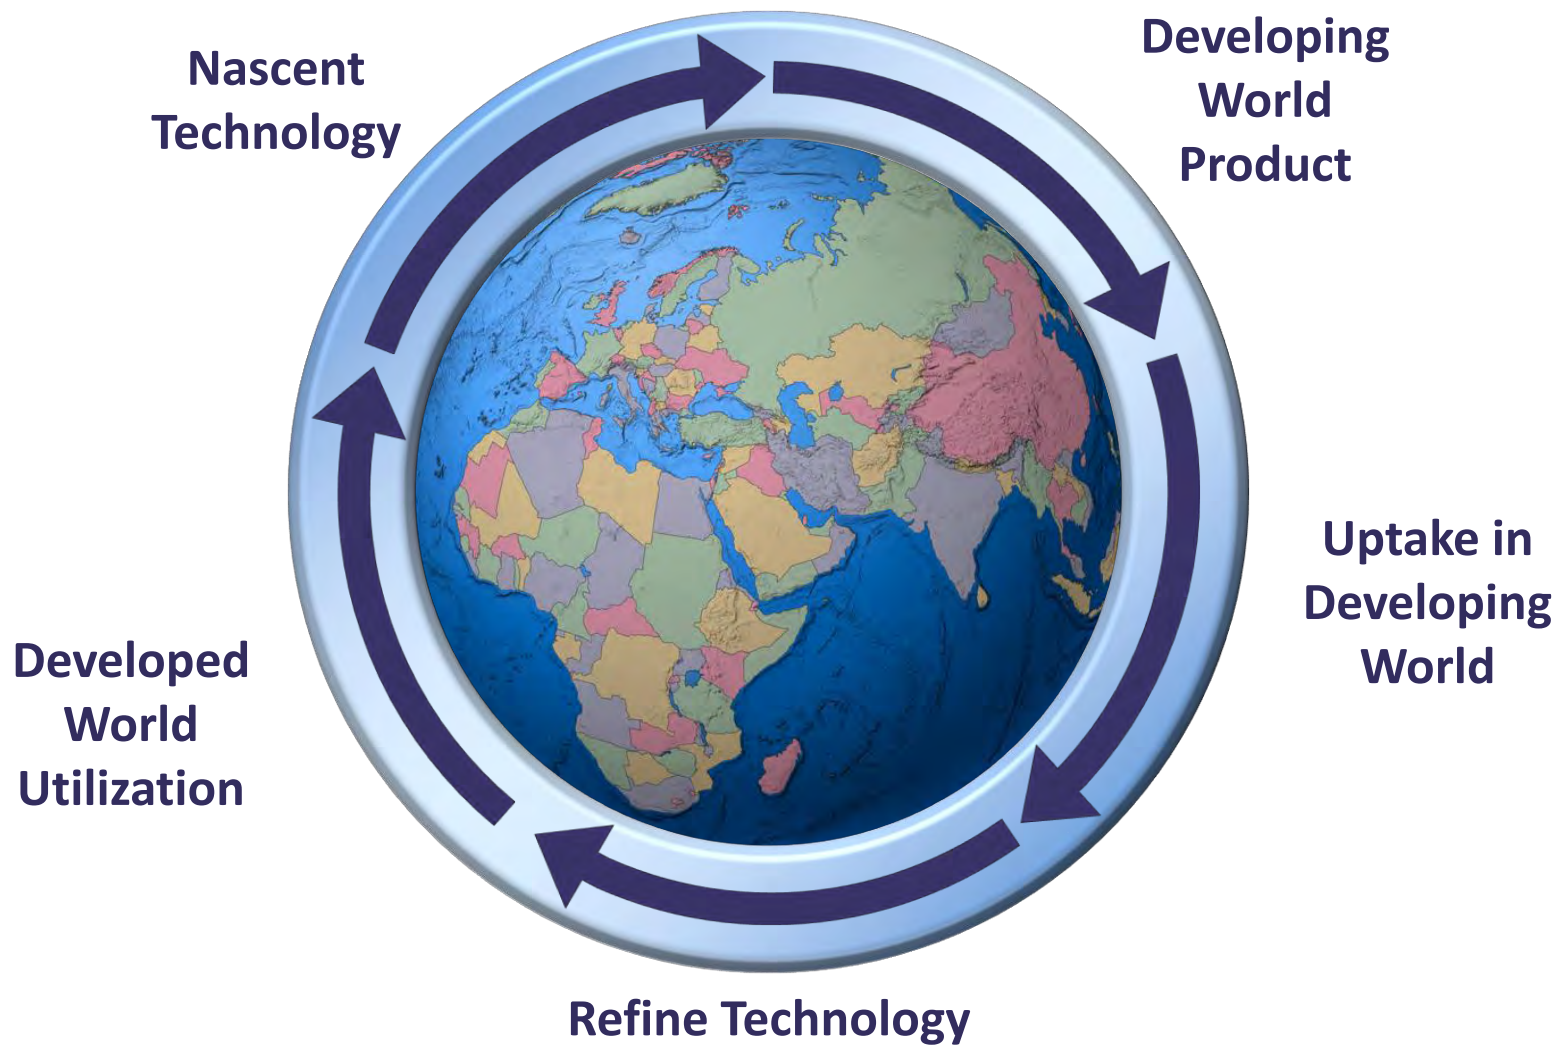 Nascent
Technology
Developing
World
Product
Uptake in
Developing
World
Refine Technology
Developed
World
Utilization